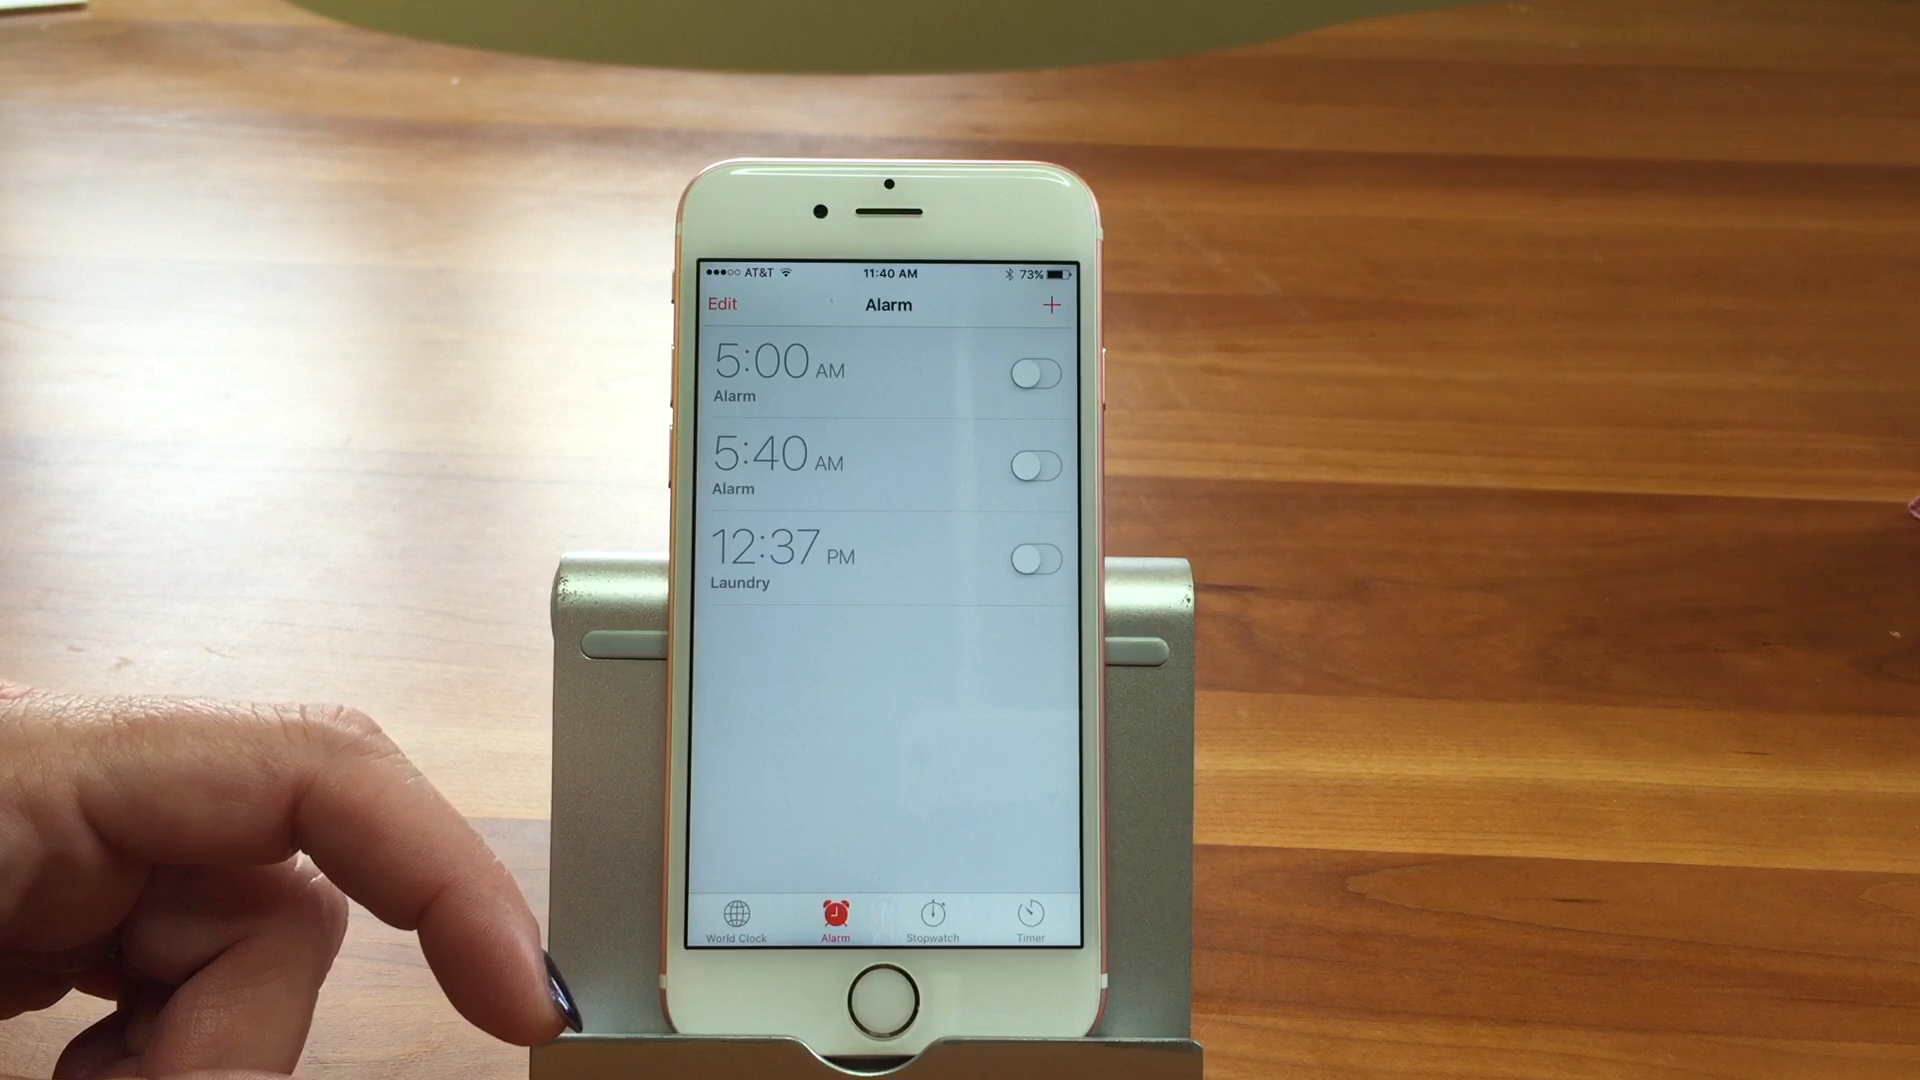 AT&T 11:40 AM 73%
Edit Alarm +
5:00 AM
Alarm
5:40 AM
Alarm
12:37 PM
Laundry
World Clock Alarm Stopwatch Timer